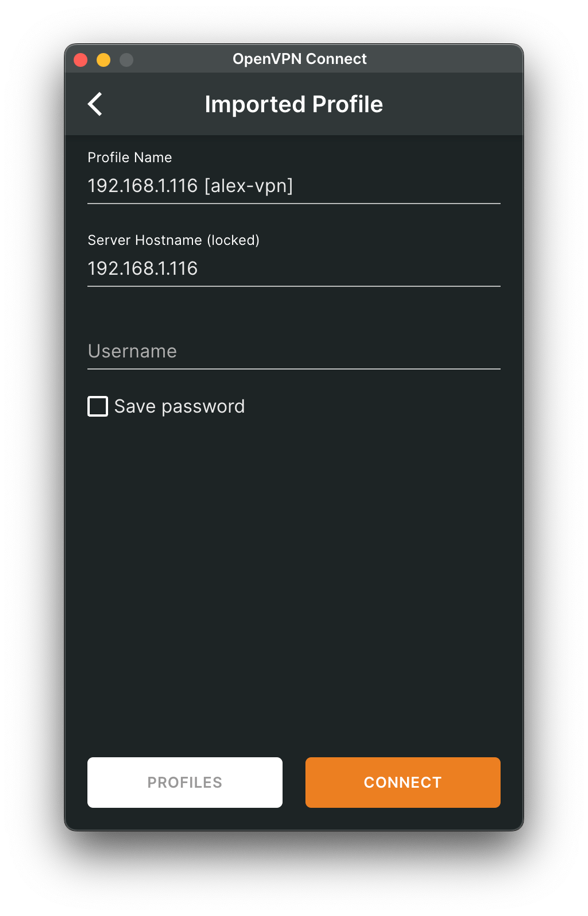 OpenVPN Connect
Imported Profile
Profile Name
192.168.1.116 [alex-vpn]
Server Hostname (locked)
192.168.1.116
Username
Save password
PROFILES
CONNECT